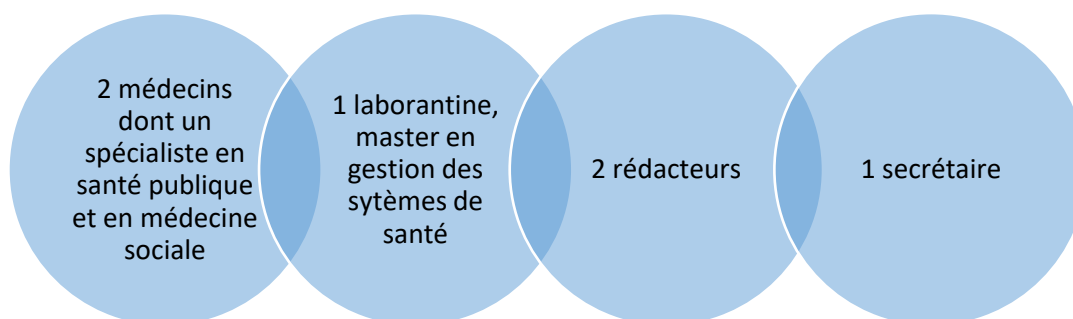 2 médecins
dont un
spécialiste en
santé publique
et en médecine
sociale
1 laborantine,
master en
gestion des
sytèmes de
santé
2 rédacteurs
1 secrétaire